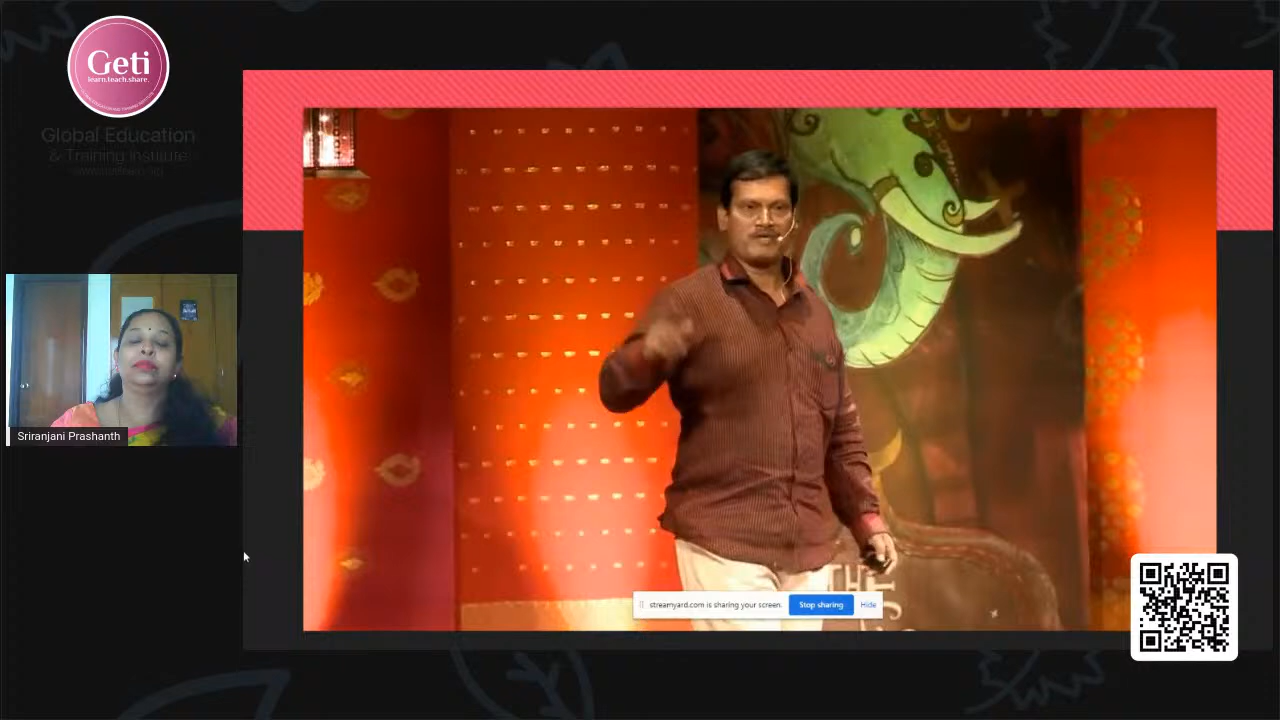 Geti
learn.teach.share.
Global Education
& Training Institute
Sriranjani Prashanth
streamyard.com is sharing your screen.
Stop sharing
Hide
THE